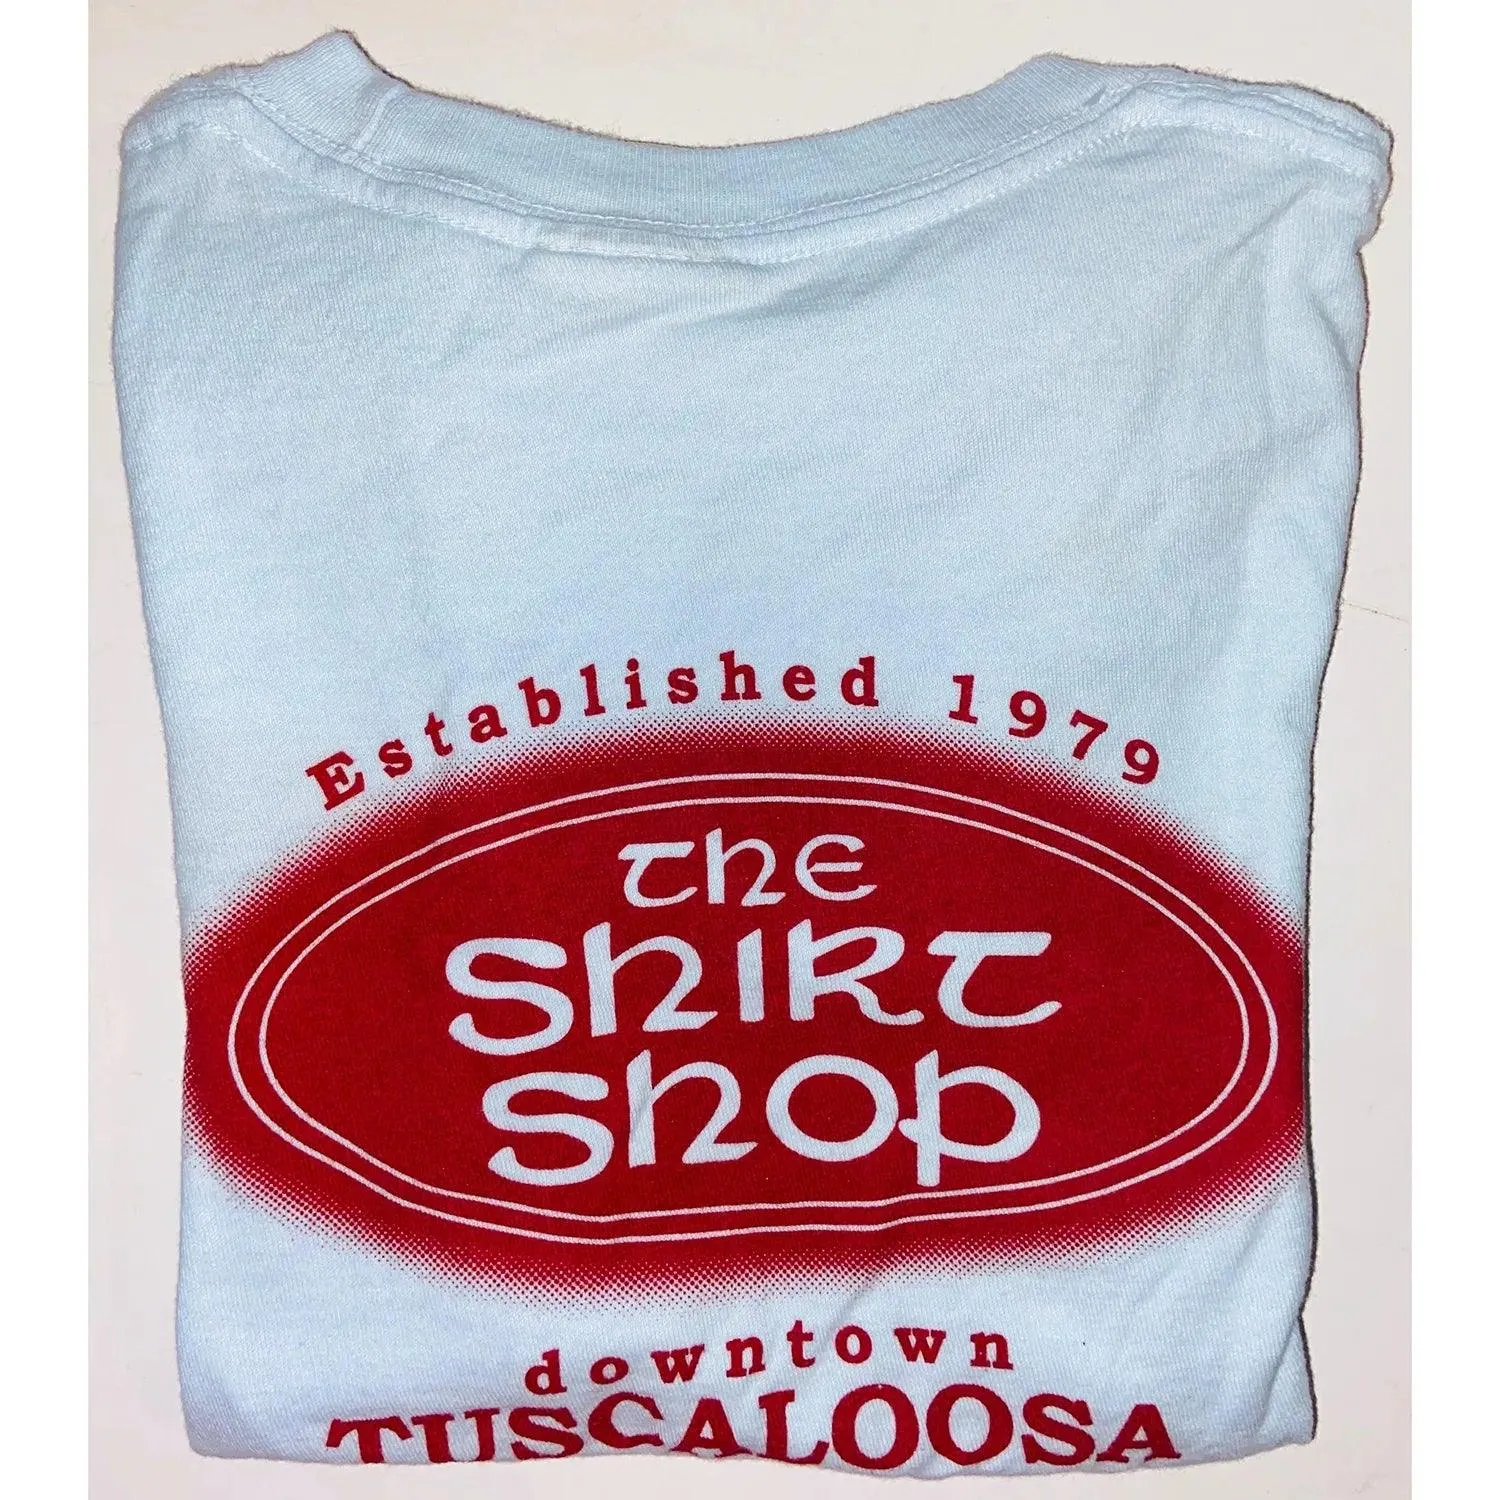 Established 1979
THE
SHIRT
SHOP
downtown
TUSCALOOSA